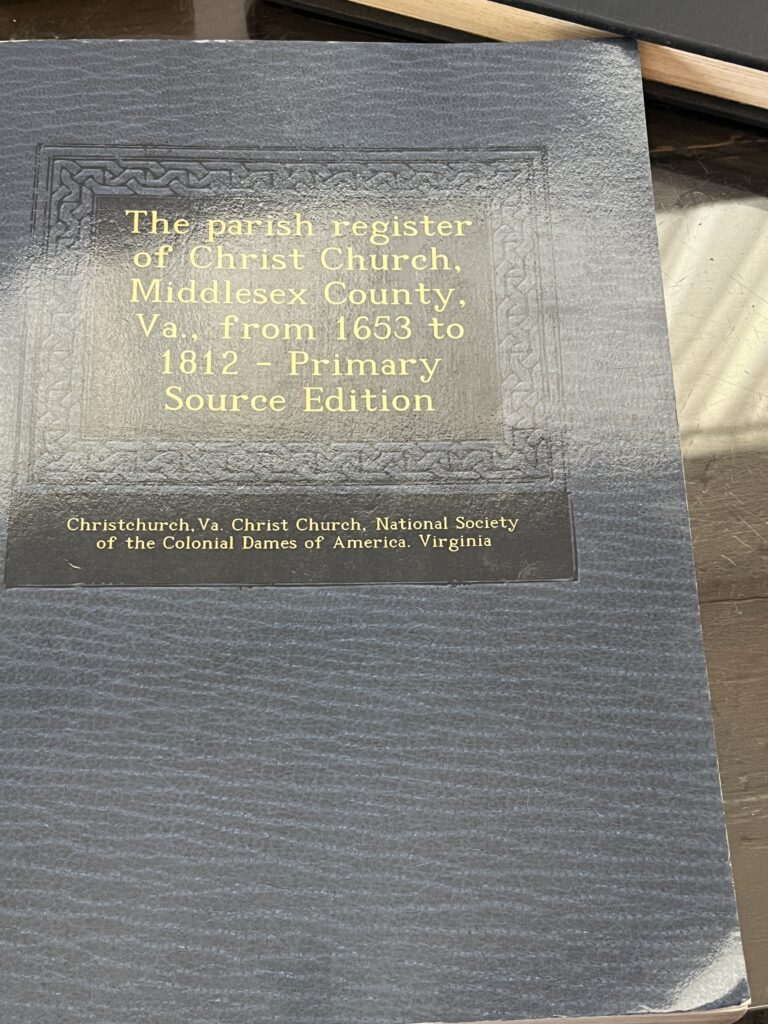 The parish register
of Christ Church,
Middlesex County,
Va., from 1653 to
1812 - Primary
Source Edition
Christchurch,Va. Christ Church, National Society
of the Colonial Dames of America. Virginia